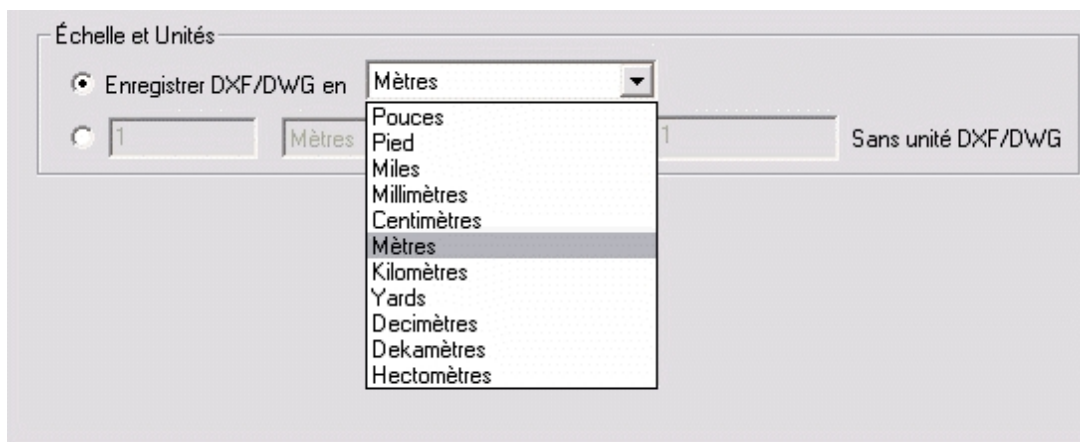 Échelle et Unités
Enregistrer DXF/DWG en Mètres
1 Mètres 1 Sans unité DXF/DWG
Pouces
Pied
Miles
Millimètres
Centimètres
Mètres
Kilomètres
Yards
Decimètres
Dekamètres
Hectomètres